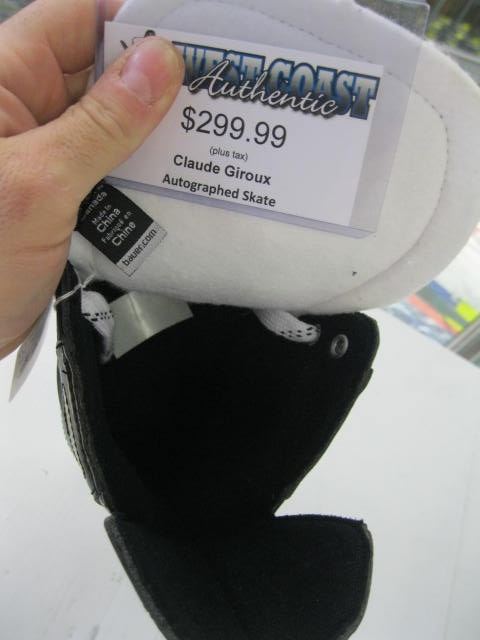 WEST COAST
Authentic
$299.99
(plus tax)
Claude Giroux
Autographed Skate
Canada
Made in
China
Fabriqué en
Chine
bauer.com